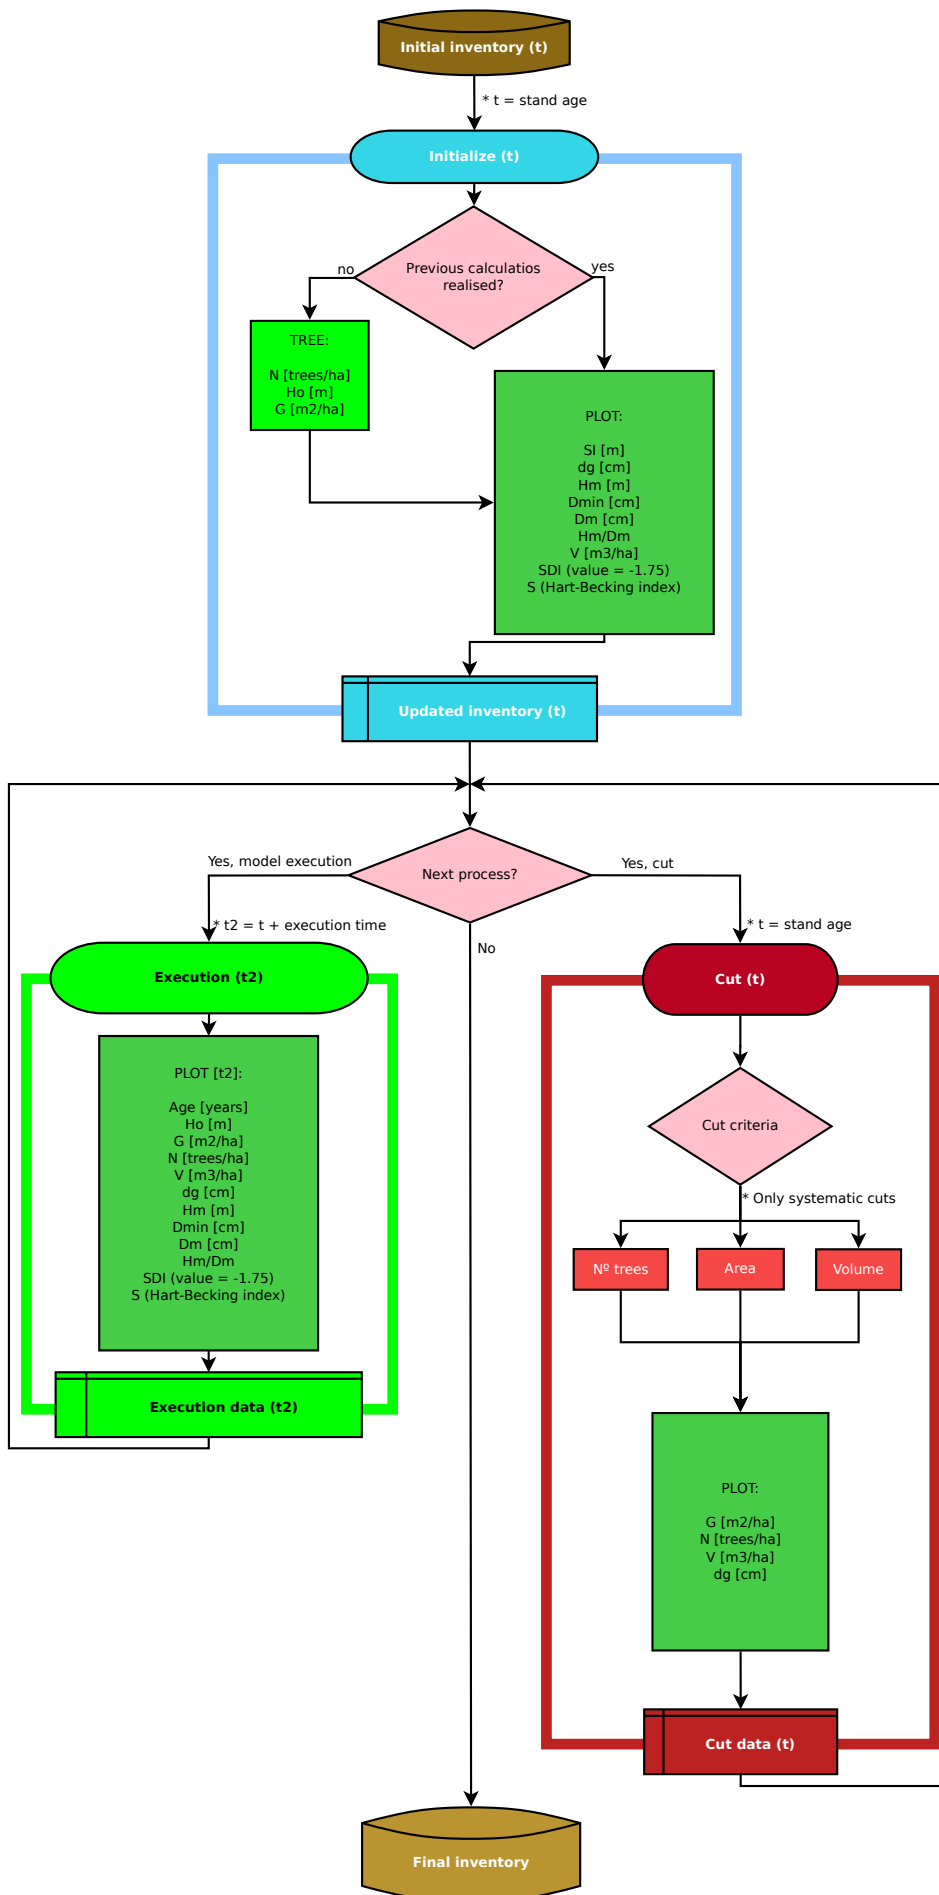 Initial inventory (t)
* t = stand age
Initialize (t)
Previous calculatios
realised?
no
yes
TREE:
N [trees/ha]
Ho [m]
G [m2/ha]
PLOT:
SI [m]
dg [cm]
Hm [m]
Dmin [cm]
Dm [cm]
Hm/Dm
V [m3/ha]
SDI (value = -1.75)
S (Hart-Becking index)
Updated inventory (t)
Next process?
Yes, model execution
Yes, cut
No
* t2 = t + execution time
Execution (t2)
PLOT [t2]:
Age [years]
Ho [m]
G [m2/ha]
N [trees/ha]
V [m3/ha]
dg [cm]
Hm [m]
Dmin [cm]
Dm [cm]
Hm/Dm
SDI (value = -1.75)
S (Hart-Becking index)
Execution data (t2)
* t = stand age
Cut (t)
Cut criteria
* Only systematic cuts
Nº trees
Area
Volume
PLOT:
G [m2/ha]
N [trees/ha]
V [m3/ha]
dg [cm]
Cut data (t)
Final inventory